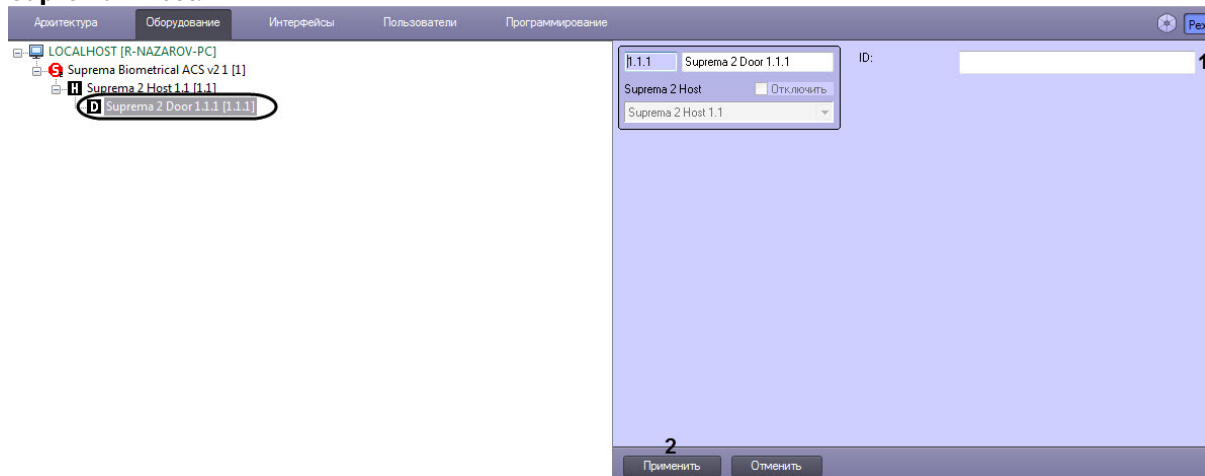 Архитектура Оборудование Интерфейсы Пользователи Программирование
LOCALHOST [R-NAZAROV-PC]
Suprema Biometrical ACS v2 1 [1]
H Suprema 2 Host 1.1 [1.1]
D Suprema 2 Door 1.1.1 [1.1.1]
1.1.1 Suprema 2 Door 1.1.1
Suprema 2 Host Отключить
Suprema 2 Host 1.1
ID: 1
2
Применить Отменить